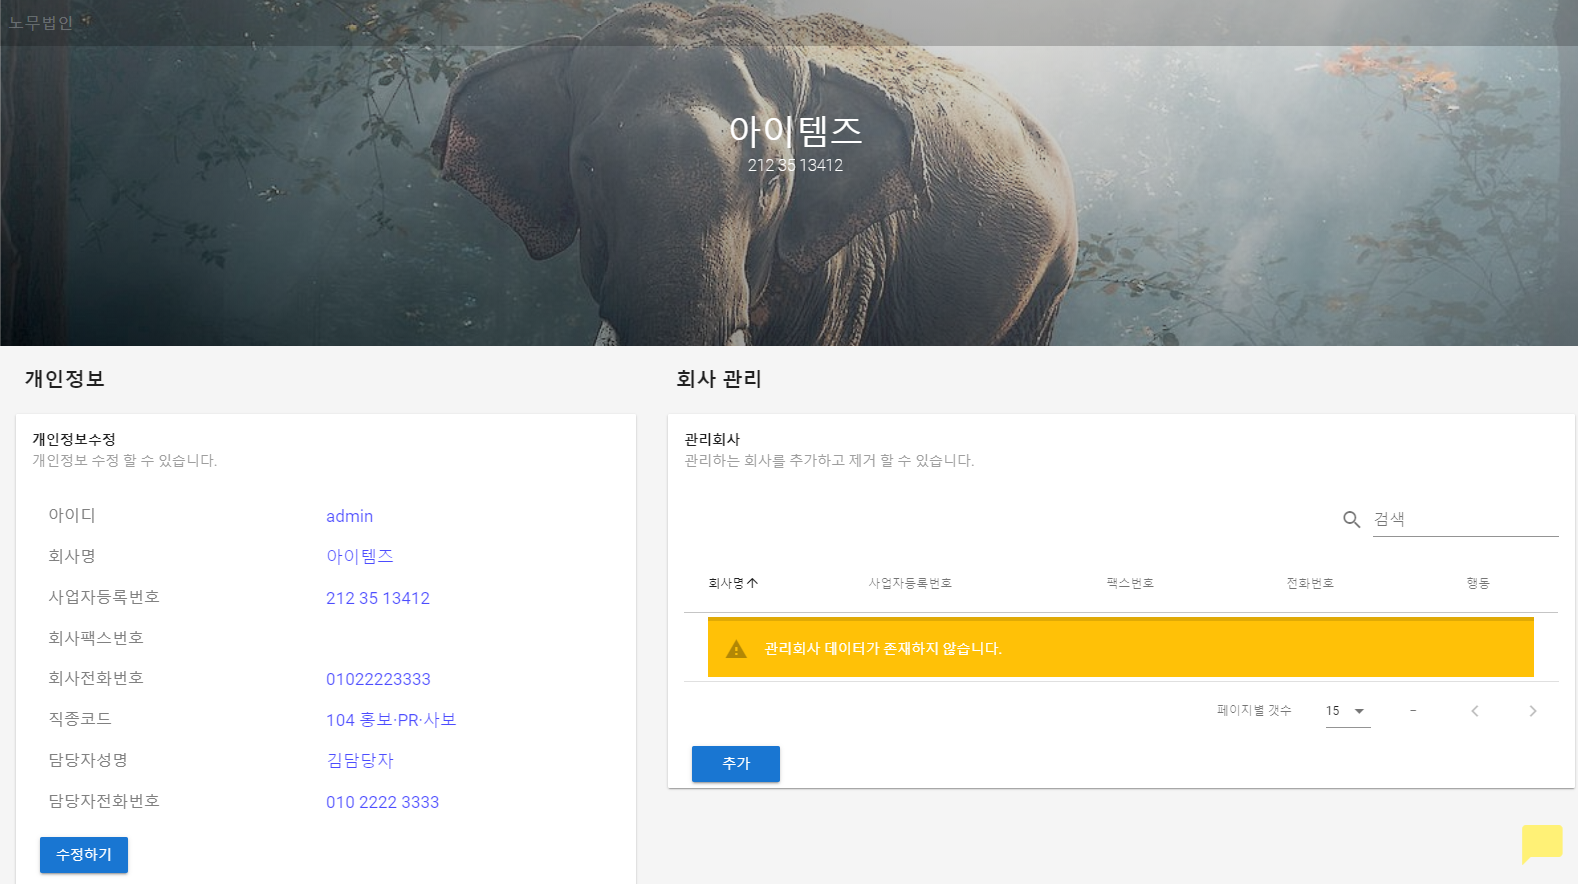 노무법인
아이템즈
212 35 13412
개인정보
개인정보수정
개인정보 수정 할 수 있습니다.
아이디 admin
회사명 아이템즈
사업자등록번호 212 35 13412
회사팩스번호
회사전화번호 01022223333
직종코드 104 홍보·PR·사보
담당자성명 김담당자
담당자전화번호 010 2222 3333
수정하기
회사 관리
관리회사
관리하는 회사를 추가하고 제거 할 수 있습니다.
검색
회사명 사업자등록번호 팩스번호 전화번호 행동
관리회사 데이터가 존재하지 않습니다.
페이지별 갯수 15 –
추가